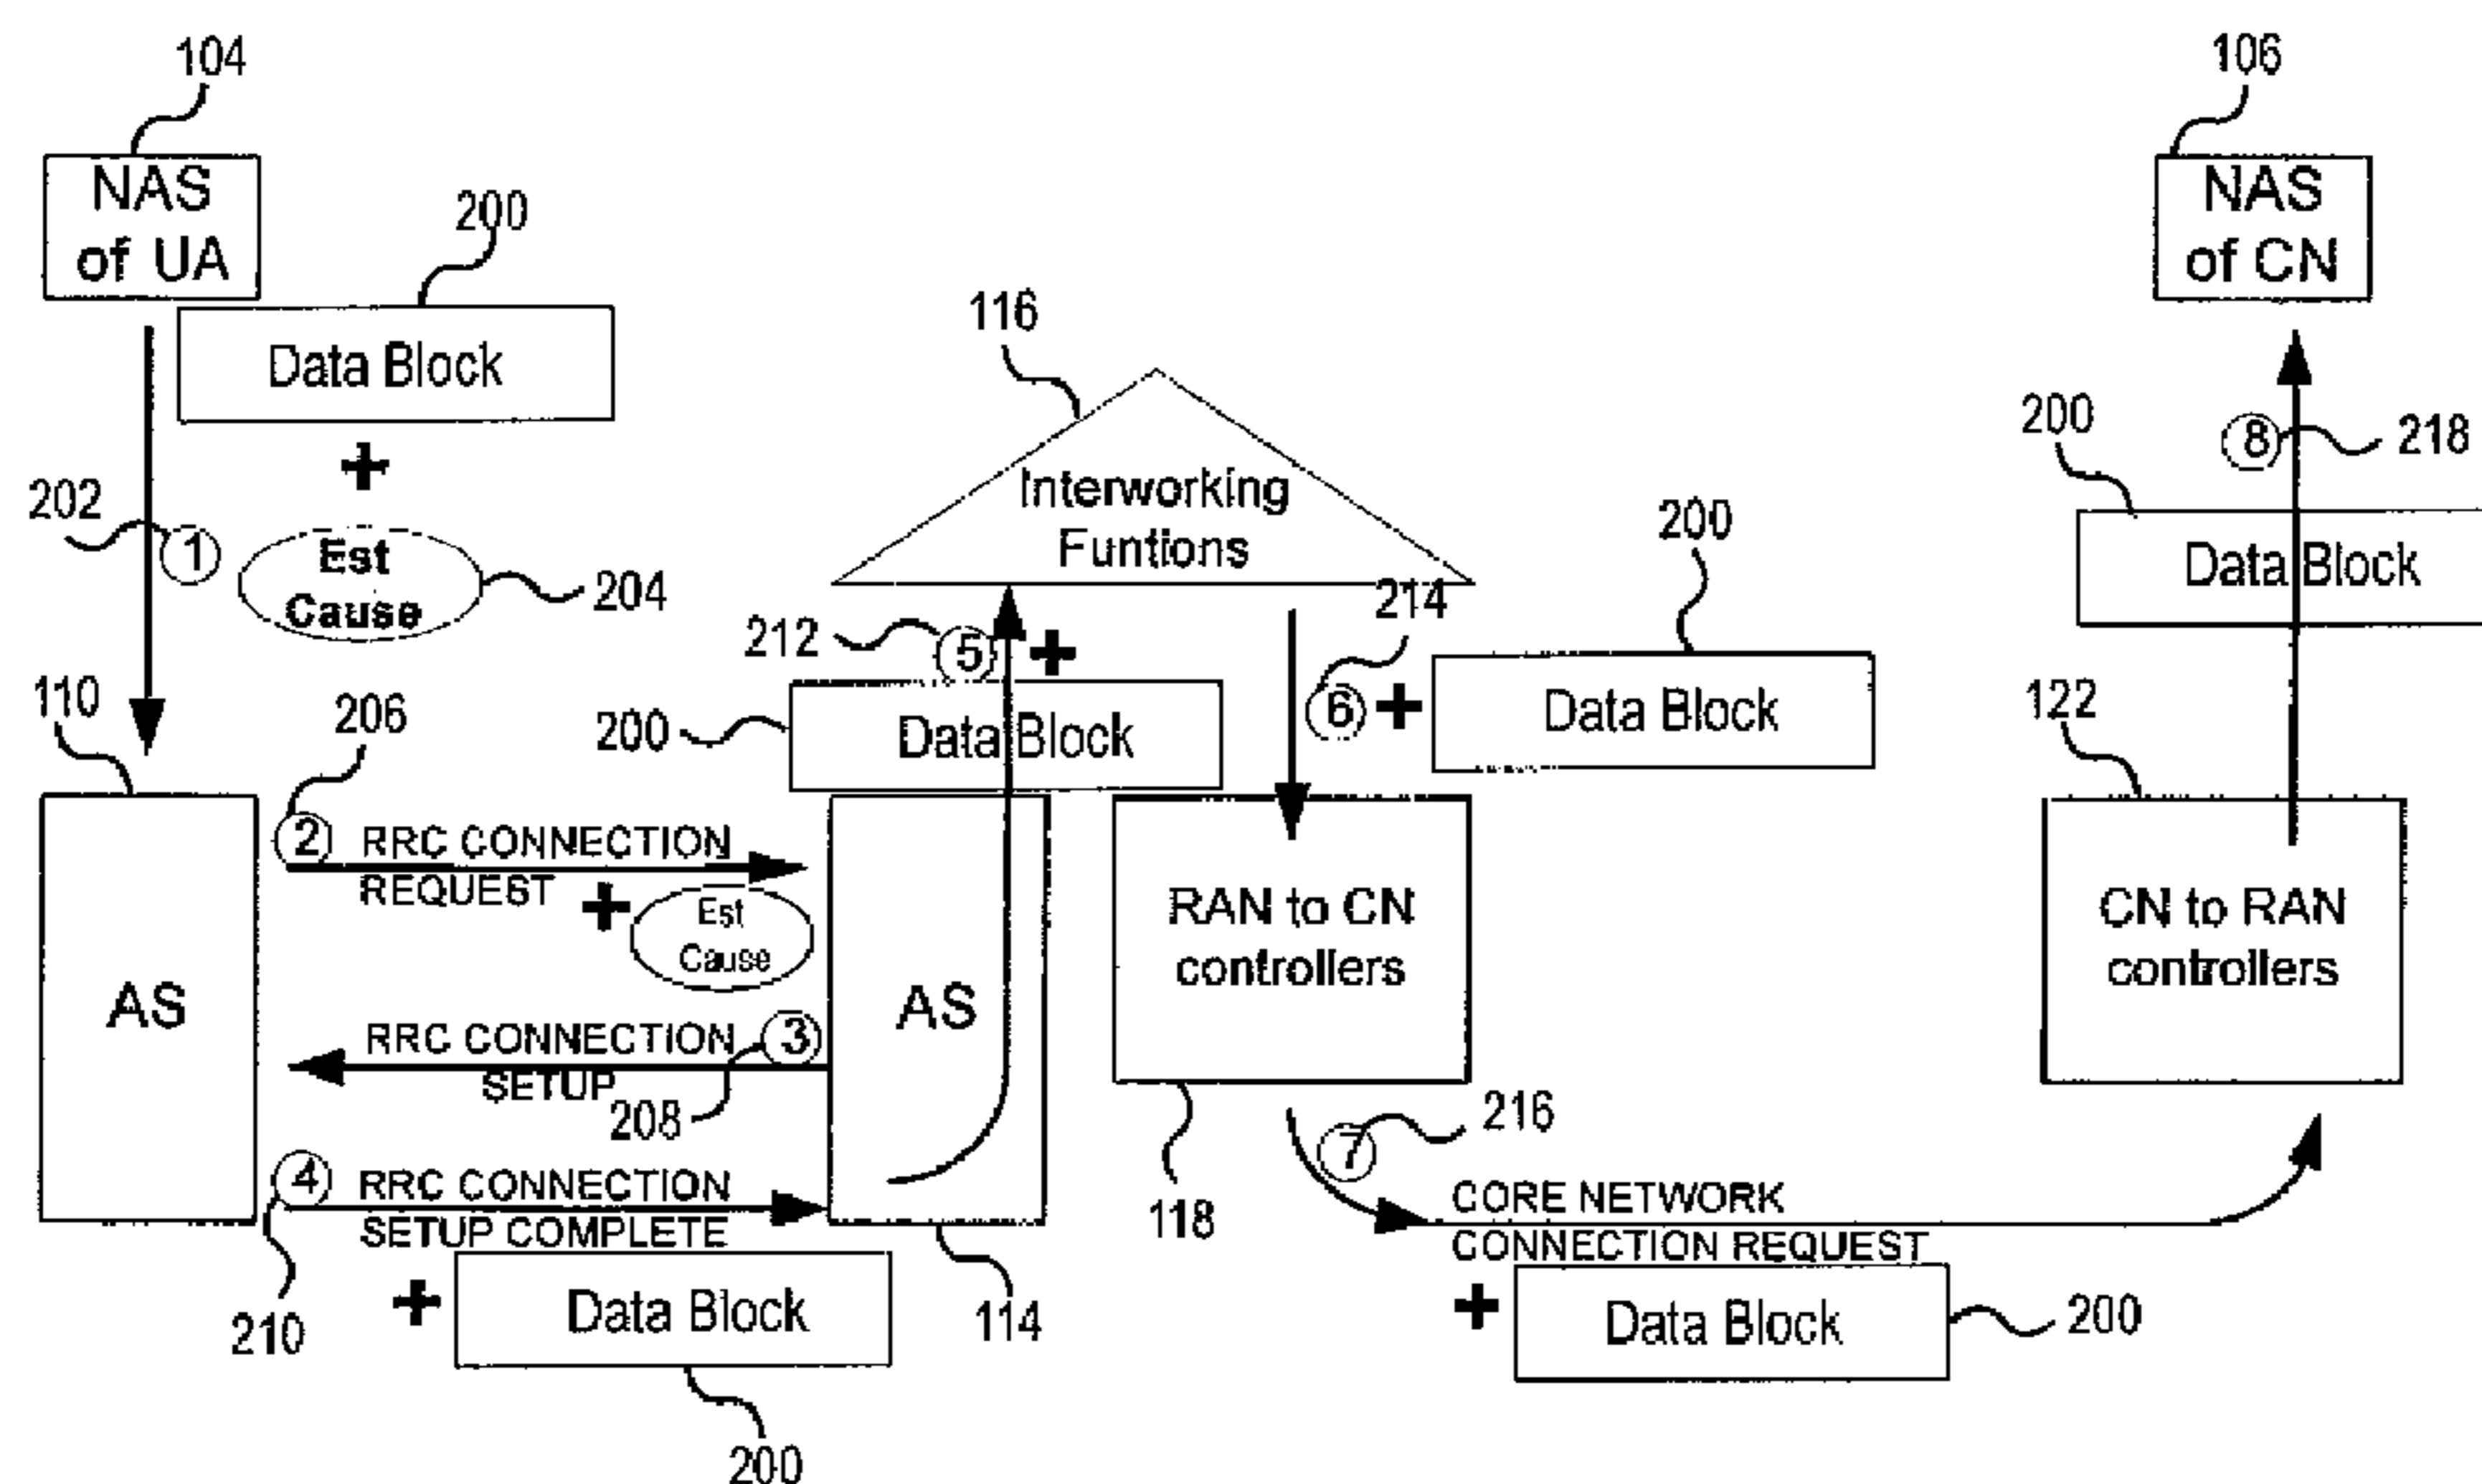 104
106
NAS
of UA
NAS
of CN
200
Data Block
+
202
1
Est
Cause
204
116
Interworking
Funtions
200
8
218
Data Block
212
5
+
214
200
6
+
Data Block
200
Data Block
110
206
122
2
RRC CONNECTION
REQUEST
+
Est
Cause
AS
AS
RAN to CN
controllers
CN to RAN
controllers
RRC CONNECTION
3
SETUP
208
4
RRC CONNECTION
SETUP COMPLETE
210
+
Data Block
200
114
118
7
216
CORE NETWORK
CONNECTION REQUEST
+
Data Block
200